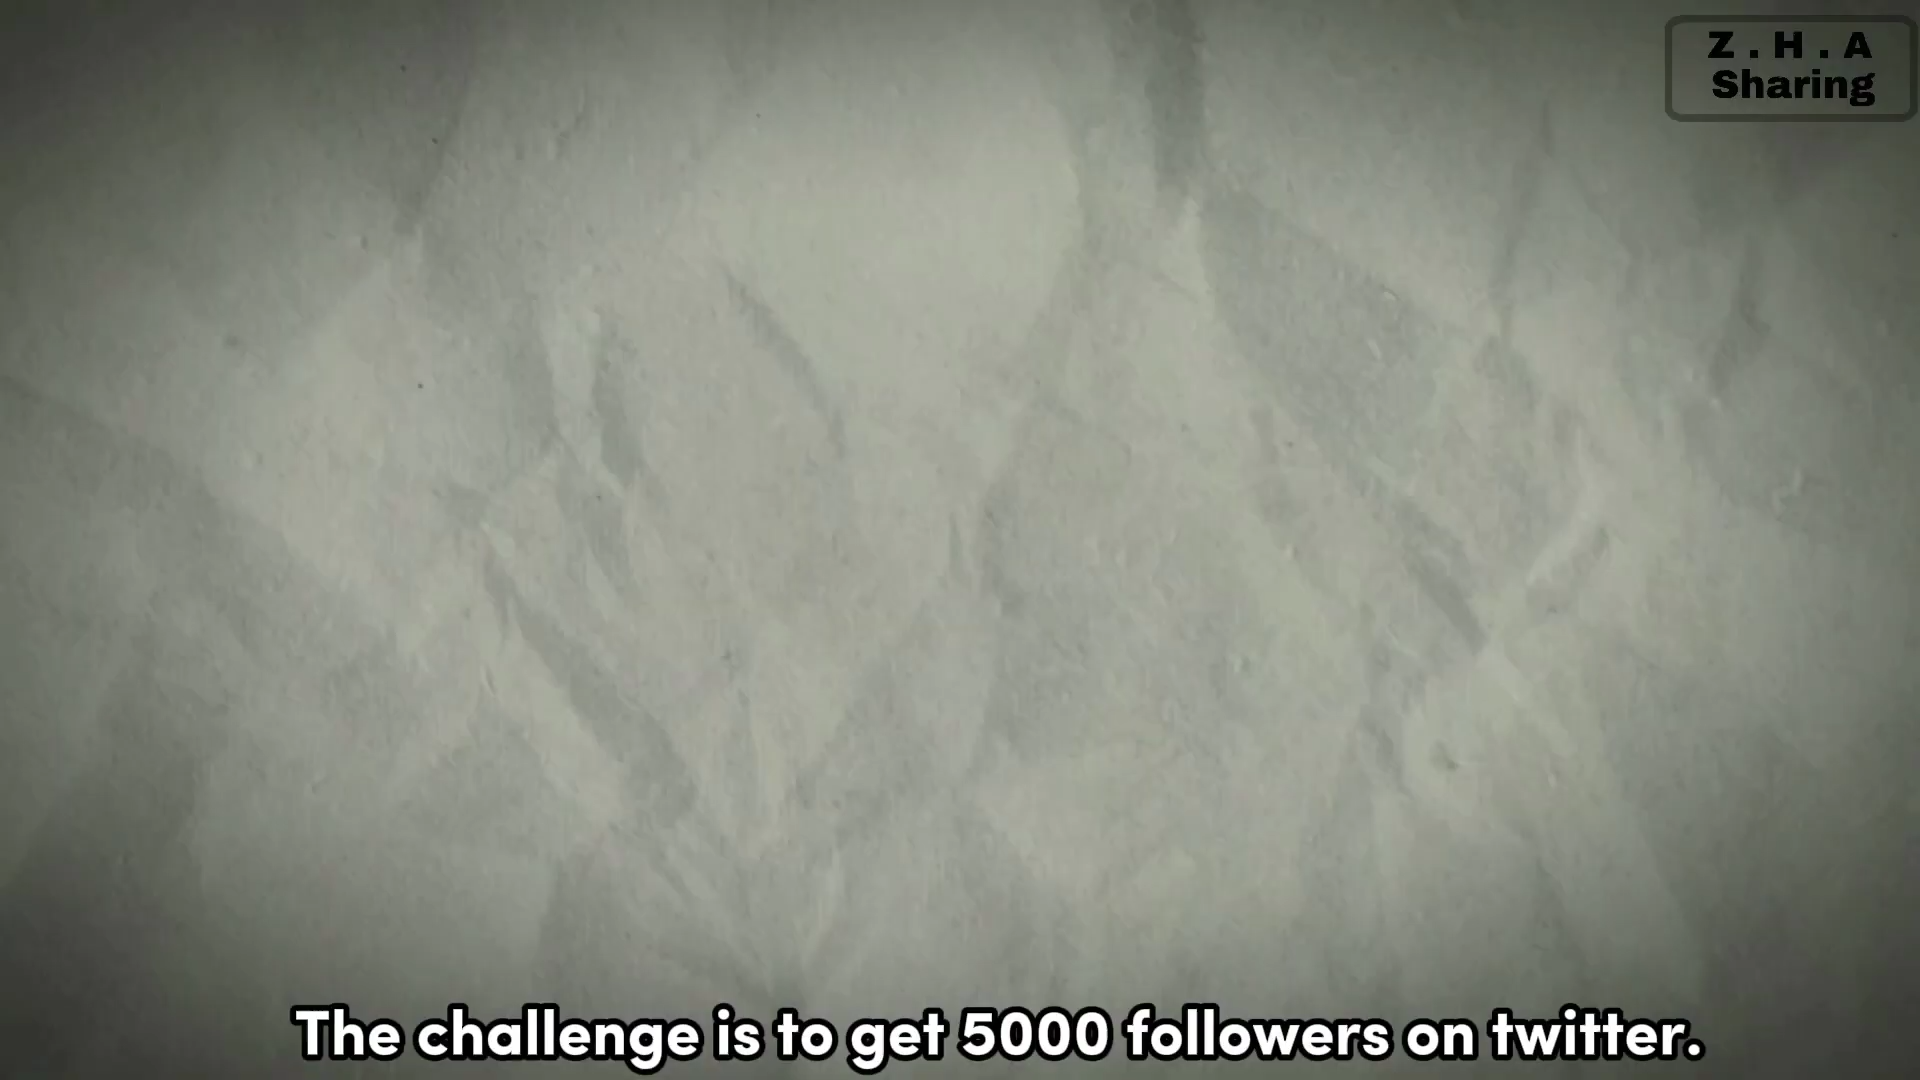 Z . H . A
Sharing
The challenge is to get 5000 followers on twitter.